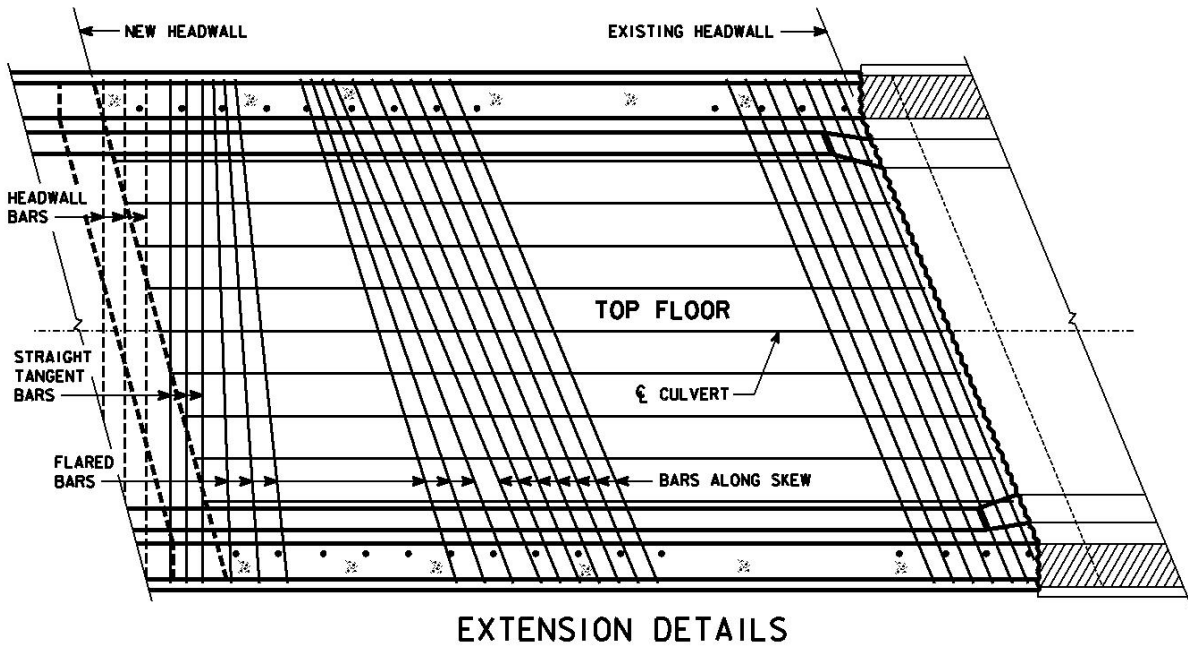 NEW HEADWALL
EXISTING HEADWALL
HEADWALL
BARS
TOP FLOOR
STRAIGHT
TANGENT
BARS
℄ CULVERT
FLARED
BARS
BARS ALONG SKEW
EXTENSION DETAILS